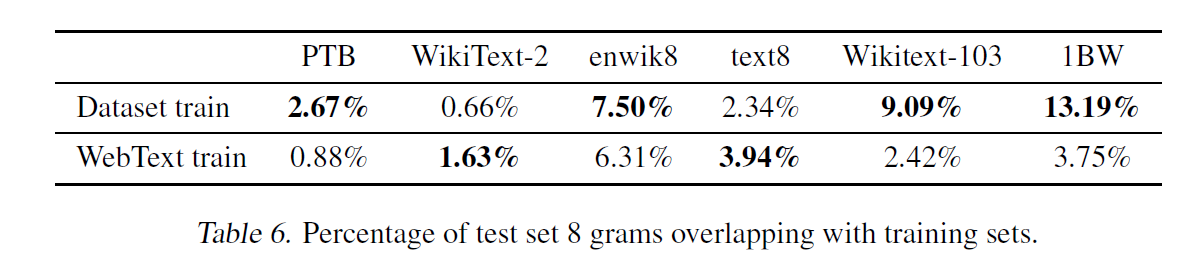 PTB WikiText-2 enwik8 text8 Wikitext-103 1BW
Dataset train 2.67% 0.66% 7.50% 2.34% 9.09% 13.19%
WebText train 0.88% 1.63% 6.31% 3.94% 2.42% 3.75%
Table 6. Percentage of test set 8 grams overlapping with training sets.